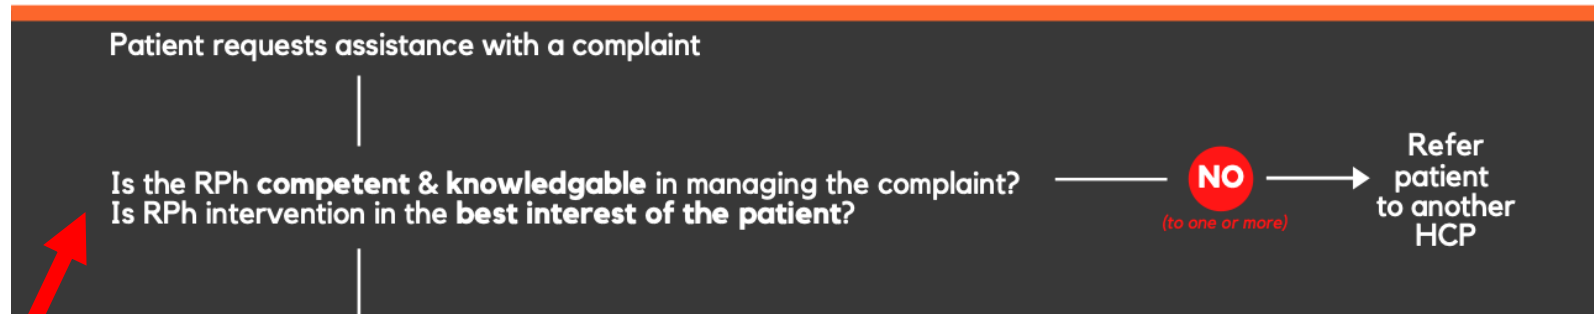 Patient requests assistance with a complaint
Is the RPh competent & knowledgable in managing the complaint?
Is RPh intervention in the best interest of the patient?
NO
(to one or more)
Refer
patient
to another
HCP